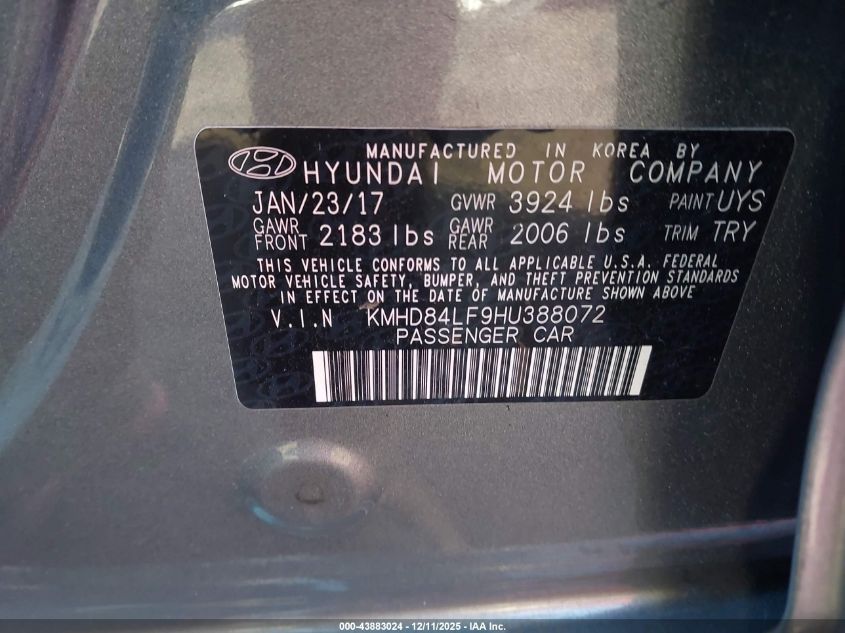 MANUFACTURED IN KOREA BY
HYUNDAI MOTOR COMPANY
JAN/23/17 GVWR 3924 lbs PAINT UYS
GAWR FRONT 2183 lbs GAWR REAR 2006 lbs TRIM TRY
THIS VEHICLE CONFORMS TO ALL APPLICABLE U.S.A. FEDERAL
MOTOR VEHICLE SAFETY, BUMPER, AND THEFT PREVENTION STANDARDS
IN EFFECT ON THE DATE OF MANUFACTURE SHOWN ABOVE
V.I.N KMHD84LF9HU388072
PASSENGER CAR
000-43883024 - 12/11/2025 - IAA Inc.